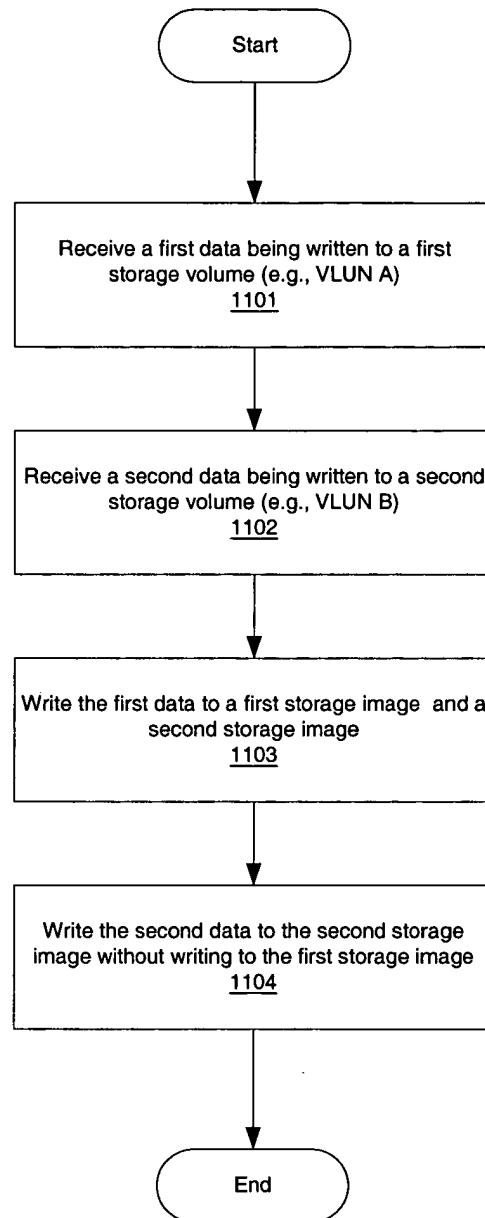 Start
Receive a first data being written to a first
storage volume (e.g., VLUN A)
1101
Receive a second data being written to a second
storage volume (e.g., VLUN B)
1102
Write the first data to a first storage image and a
second storage image
1103
Write the second data to the second storage
image without writing to the first storage image
1104
End